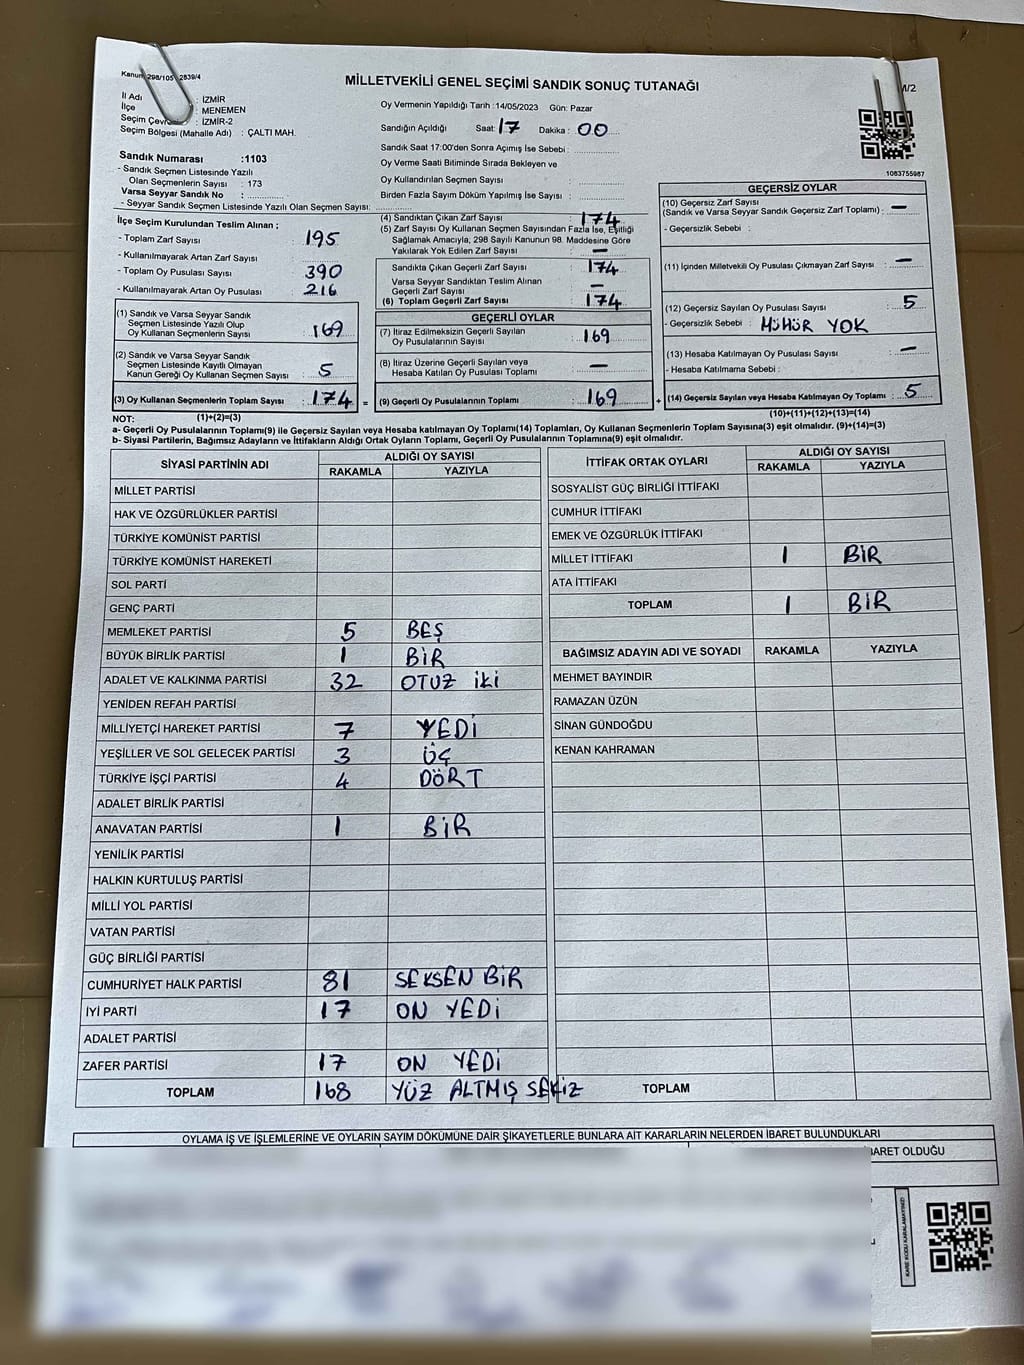 Kanun: 298/105 2839/4
MİLLETVEKİLİ GENEL SEÇİMİ SANDIK SONUÇ TUTANAĞI
M/2
İl Adı : İZMİR
İlçe : MENEMEN
Seçim Çevresi : İZMİR-2
Seçim Bölgesi (Mahalle Adı) : ÇALTI MAH.
Sandık Numarası :1103
- Sandık Seçmen Listesinde Yazılı
Olan Seçmenlerin Sayısı : 173
Varsa Seyyar Sandık No :
- Seyyar Sandık Seçmen Listesinde Yazılı Olan Seçmen Sayısı:
Oy Vermenin Yapıldığı Tarih :14/05/2023 Gün: Pazar
Sandığın Açıldığı Saat: 17 Dakika : 00
Sandık Saat 17:00'den Sonra Açımış İse Sebebi :
Oy Verme Saati Bitiminde Sırada Bekleyen ve
Oy Kullandırılan Seçmen Sayısı :
Birden Fazla Sayım Döküm Yapılmış İse Sayısı :
1083755987
İlçe Seçim Kurulundan Teslim Alınan ;
- Toplam Zarf Sayısı : 195
- Kullanılmayarak Artan Zarf Sayısı :
- Toplam Oy Pusulası Sayısı : 390
- Kullanılmayarak Artan Oy Pusulası : 216
(1) Sandık ve Varsa Seyyar Sandık
Seçmen Listesinde Yazılı Olup
Oy Kullanan Seçmenlerin Sayısı : 169
(2) Sandık ve Varsa Seyyar Sandık
Seçmen Listesinde Kayıtlı Olmayan
Kanun Gereği Oy Kullanan Seçmen Sayısı : 5
(3) Oy Kullanan Seçmenlerin Toplam Sayısı : 174 =
(1)+(2)=(3)
(4) Sandıktan Çıkan Zarf Sayısı : 174
(5) Zarf Sayısı Oy Kullanan Seçmen Sayısından Fazla İse, Eşitliği
Sağlamak Amacıyla; 298 Sayılı Kanunun 98. Maddesine Göre
Yakılarak Yok Edilen Zarf Sayısı : —
Sandıkta Çıkan Geçerli Zarf Sayısı : 174
Varsa Seyyar Sandıktan Teslim Alınan
Geçerli Zarf Sayısı : —
(6) Toplam Geçerli Zarf Sayısı : 174
GEÇERLİ OYLAR
(7) İtiraz Edilmeksizin Geçerli Sayılan
Oy Pusulalarının Sayısı : 169
(8) İtiraz Üzerine Geçerli Sayılan veya
Hesaba Katılan Oy Pusulası Toplamı : —
(9) Geçerli Oy Pusulalarının Toplamı : 169 +
GEÇERSİZ OYLAR
(10) Geçersiz Zarf Sayısı
(Sandık ve Varsa Seyyar Sandık Geçersiz Zarf Toplamı) : —
- Geçersizlik Sebebi :
(11) İçinden Milletvekili Oy Pusulası Çıkmayan Zarf Sayısı : —
(12) Geçersiz Sayılan Oy Pusulası Sayısı : 5
- Geçersizlik Sebebi : MÜHÜR YOK
(13) Hesaba Katılmayan Oy Pusulası Sayısı : —
- Hesaba Katılmama Sebebi :
(14) Geçersiz Sayılan veya Hesaba Katılmayan Oy Toplamı : 5
(10)+(11)+(12)+(13)=(14)
NOT:
a- Geçerli Oy Pusulalarının Toplamı(9) ile Geçersiz Sayılan veya Hesaba Katılmayan Oy Toplamı(14) Toplamları, Oy Kullanan Seçmenlerin Toplam Sayısına(3) eşit olmalıdır. (9)+(14)=(3)
b- Siyasi Partilerin, Bağımsız Adayların ve İttifakların Aldığı Ortak Oyların Toplamı, Geçerli Oy Pusulalarının Toplamına(9) eşit olmalıdır.
SİYASİ PARTİNİN ADI ALDIĞI OY SAYISI
RAKAMLA YAZIYLA
MİLLET PARTİSİ
HAK VE ÖZGÜRLÜKLER PARTİSİ
TÜRKİYE KOMÜNİST PARTİSİ
TÜRKİYE KOMÜNİST HAREKETİ
SOL PARTİ
GENÇ PARTİ
MEMLEKET PARTİSİ 5 BEŞ
BÜYÜK BİRLİK PARTİSİ 1 BİR
ADALET VE KALKINMA PARTİSİ 32 OTUZ İKİ
YENİDEN REFAH PARTİSİ
MİLLİYETÇİ HAREKET PARTİSİ 7 YEDİ
YEŞİLLER VE SOL GELECEK PARTİSİ 3 ÜÇ
TÜRKİYE İŞÇİ PARTİSİ 4 DÖRT
ADALET BİRLİK PARTİSİ
ANAVATAN PARTİSİ 1 BİR
YENİLİK PARTİSİ
HALKIN KURTULUŞ PARTİSİ
MİLLİ YOL PARTİSİ
VATAN PARTİSİ
GÜÇ BİRLİĞİ PARTİSİ
CUMHURİYET HALK PARTİSİ 81 SEKSEN BİR
İYİ PARTİ 17 ON YEDİ
ADALET PARTİSİ
ZAFER PARTİSİ 17 ON YEDİ
TOPLAM 168 YÜZ ALTMIŞ SEKİZ
İTTİFAK ORTAK OYLARI ALDIĞI OY SAYISI
RAKAMLA YAZIYLA
SOSYALİST GÜÇ BİRLİĞİ İTTİFAKI
CUMHUR İTTİFAKI
EMEK VE ÖZGÜRLÜK İTTİFAKI
MİLLET İTTİFAKI 1 BİR
ATA İTTİFAKI
TOPLAM 1 BİR
BAĞIMSIZ ADAYIN ADI VE SOYADI RAKAMLA YAZIYLA
MEHMET BAYINDIR
RAMAZAN ÜZÜN
SİNAN GÜNDOĞDU
KENAN KAHRAMAN
TOPLAM
OYLAMA İŞ VE İŞLEMLERİNE VE OYLARIN SAYIM DÖKÜMÜNE DAİR ŞİKAYETLERLE BUNLARA AİT KARARLARIN NELERDEN İBARET BULUNDUKLARI
BARET OLDUĞU
KARE KODU KARALAMAYINIZ!